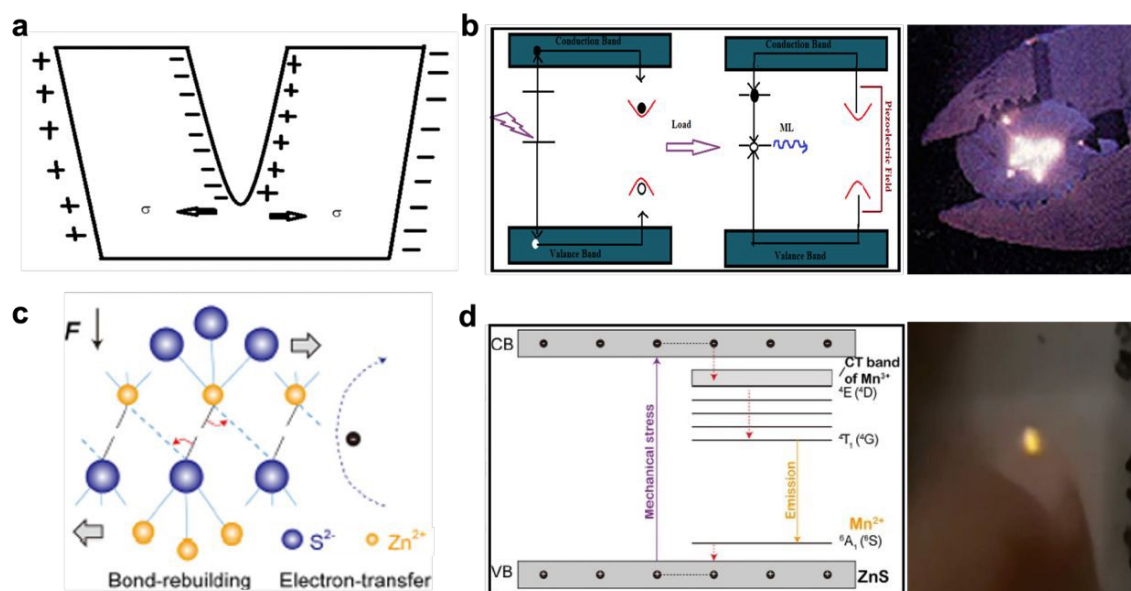 a
σ
σ
b
Conduction Band
Valance Band
Load
Conduction Band
ML
Valance Band
Piezoelectric Field
c
F
S²⁻
Zn²⁺
Bond-rebuilding
Electron-transfer
d
CB
CT band
of Mn³⁺
⁴E (⁴D)
⁴T₁ (⁴G)
Mechanical stress
Emission
Mn²⁺
⁶A₁ (⁶S)
VB
ZnS